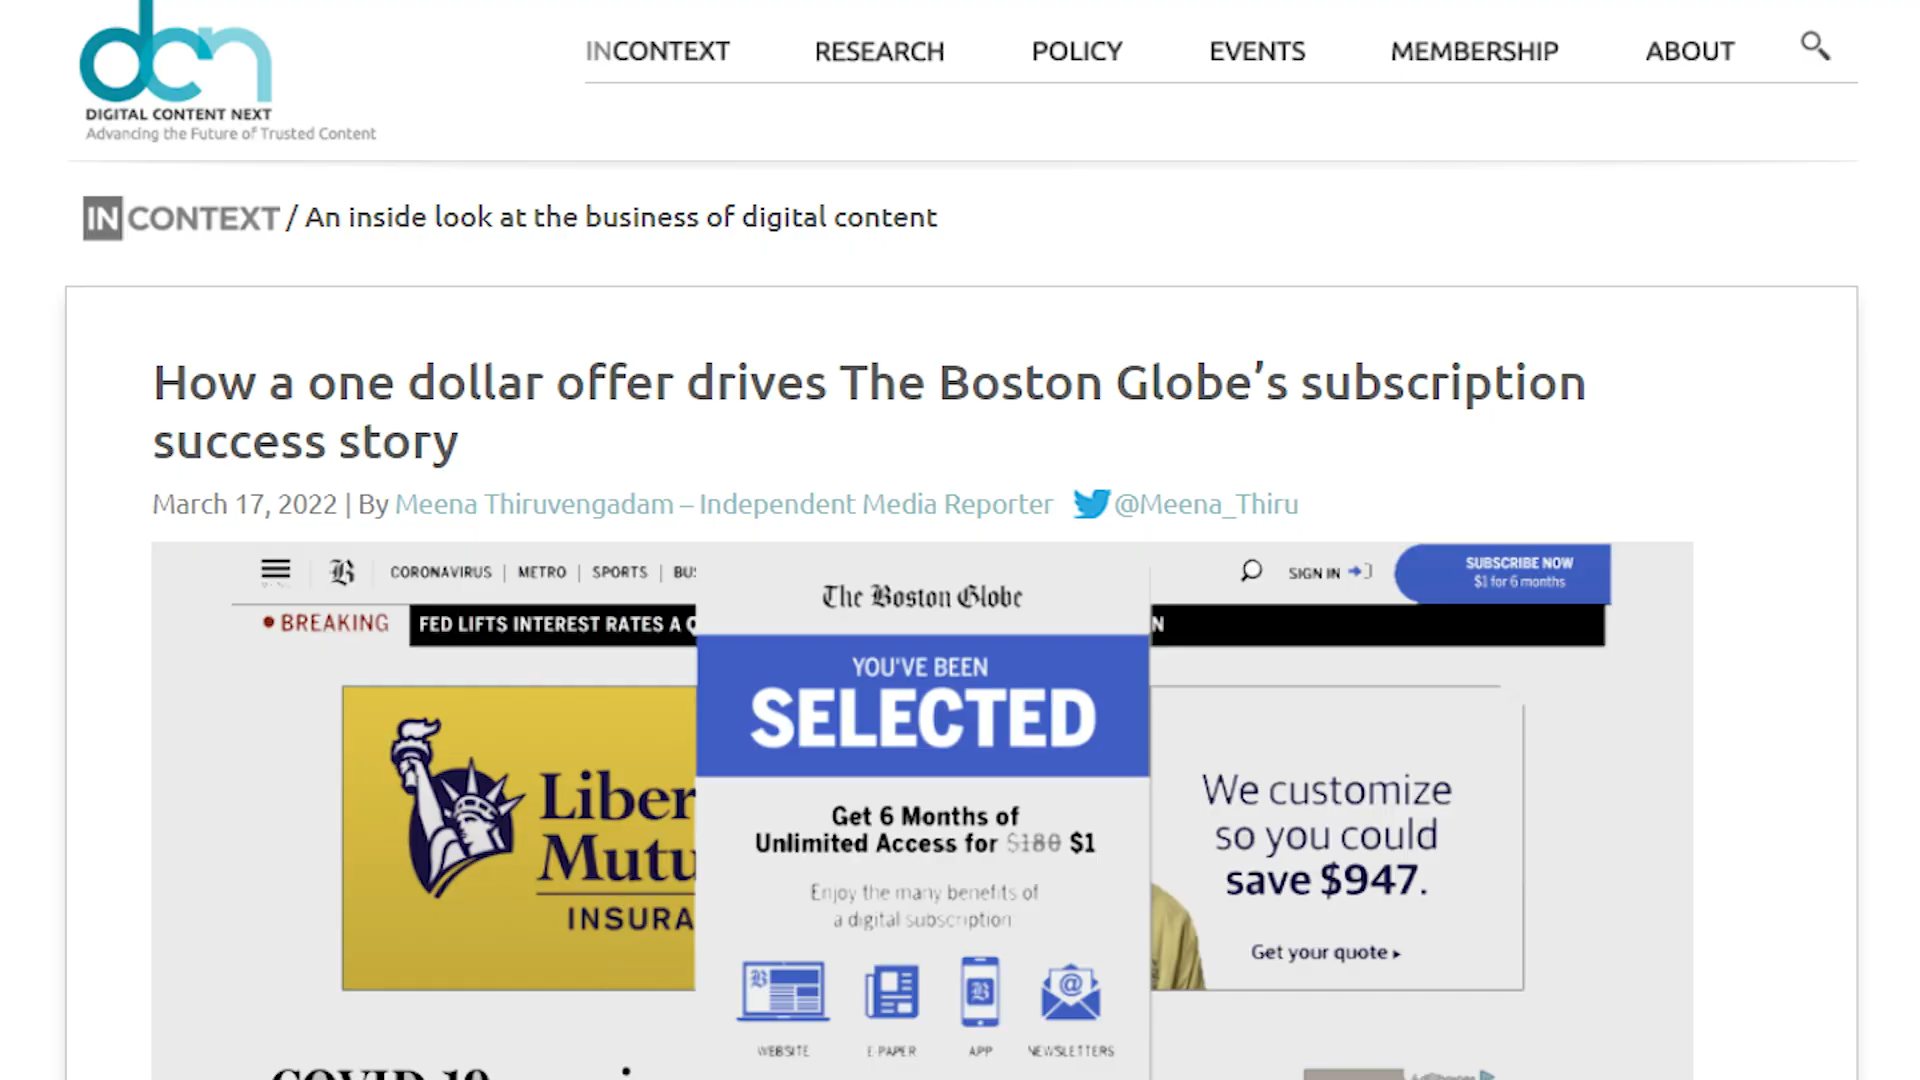 dcn
DIGITAL CONTENT NEXT
Advancing the Future of Trusted Content
INCONTEXT RESEARCH POLICY EVENTS MEMBERSHIP ABOUT
INCONTEXT / An inside look at the business of digital content
How a one dollar offer drives The Boston Globe’s subscription
success story
March 17, 2022 | By Meena Thiruvengadam – Independent Media Reporter @Meena_Thiru
B CORONAVIRUS | METRO | SPORTS | BUS
SIGN IN
SUBSCRIBE NOW
$1 for 6 months
BREAKING FED LIFTS INTEREST RATES A Q
N
The Boston Globe
YOU'VE BEEN
SELECTED
Get 6 Months of
Unlimited Access for $180 $1
Enjoy the many benefits of
a digital subscription
WEBSITE E-PAPER APP NEWSLETTERS
Liber
Mutu
INSURA
We customize
so you could
save $947.
Get your quote
COVID-19
AdChoices